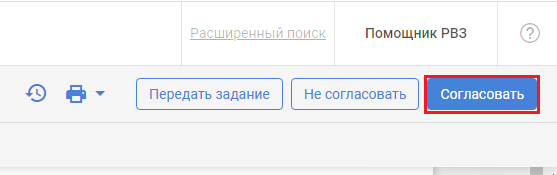 Расширенный поиск Помощник РВЗ ?
Передать задание Не согласовать Согласовать